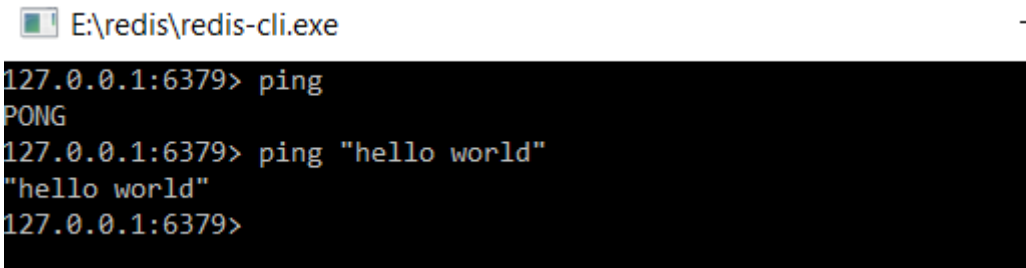 E:\redis\redis-cli.exe
127.0.0.1:6379> ping
PONG
127.0.0.1:6379> ping "hello world"
"hello world"
127.0.0.1:6379>